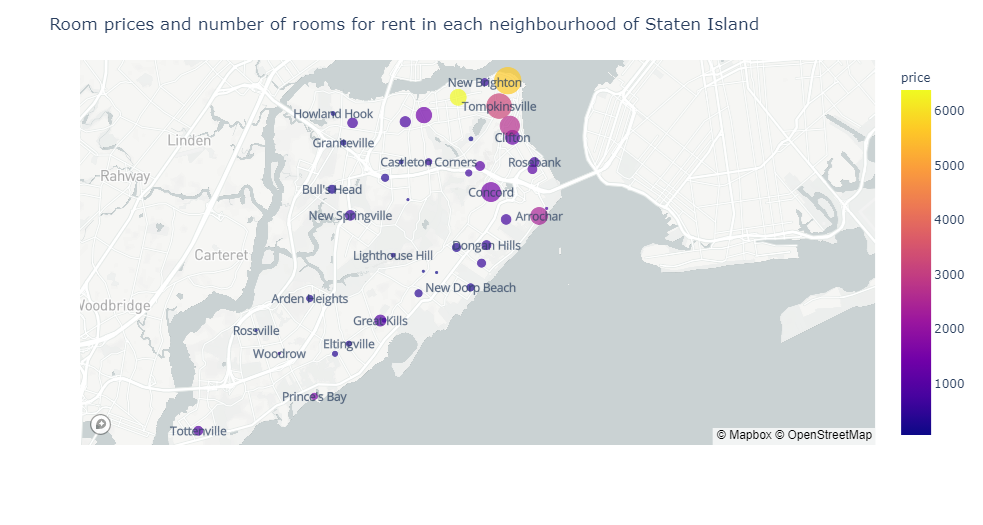 Room prices and number of rooms for rent in each neighbourhood of Staten Island
price
New Brighton
6000
Tompkinsville
Howland Hook
Clifton
Linden
Graniteville
5000
Castleton Corners
Rosebank
Rahway
Bull's Head
Concord
New Springville
Arrochar
4000
Dongan Hills
Carteret
Lighthouse Hill
3000
New Dorp Beach
Arden Heights
Woodbridge
Great Kills
2000
Rossville
Eltingville
Woodrow
1000
Prince's Bay
Tottenville
© Mapbox © OpenStreetMap